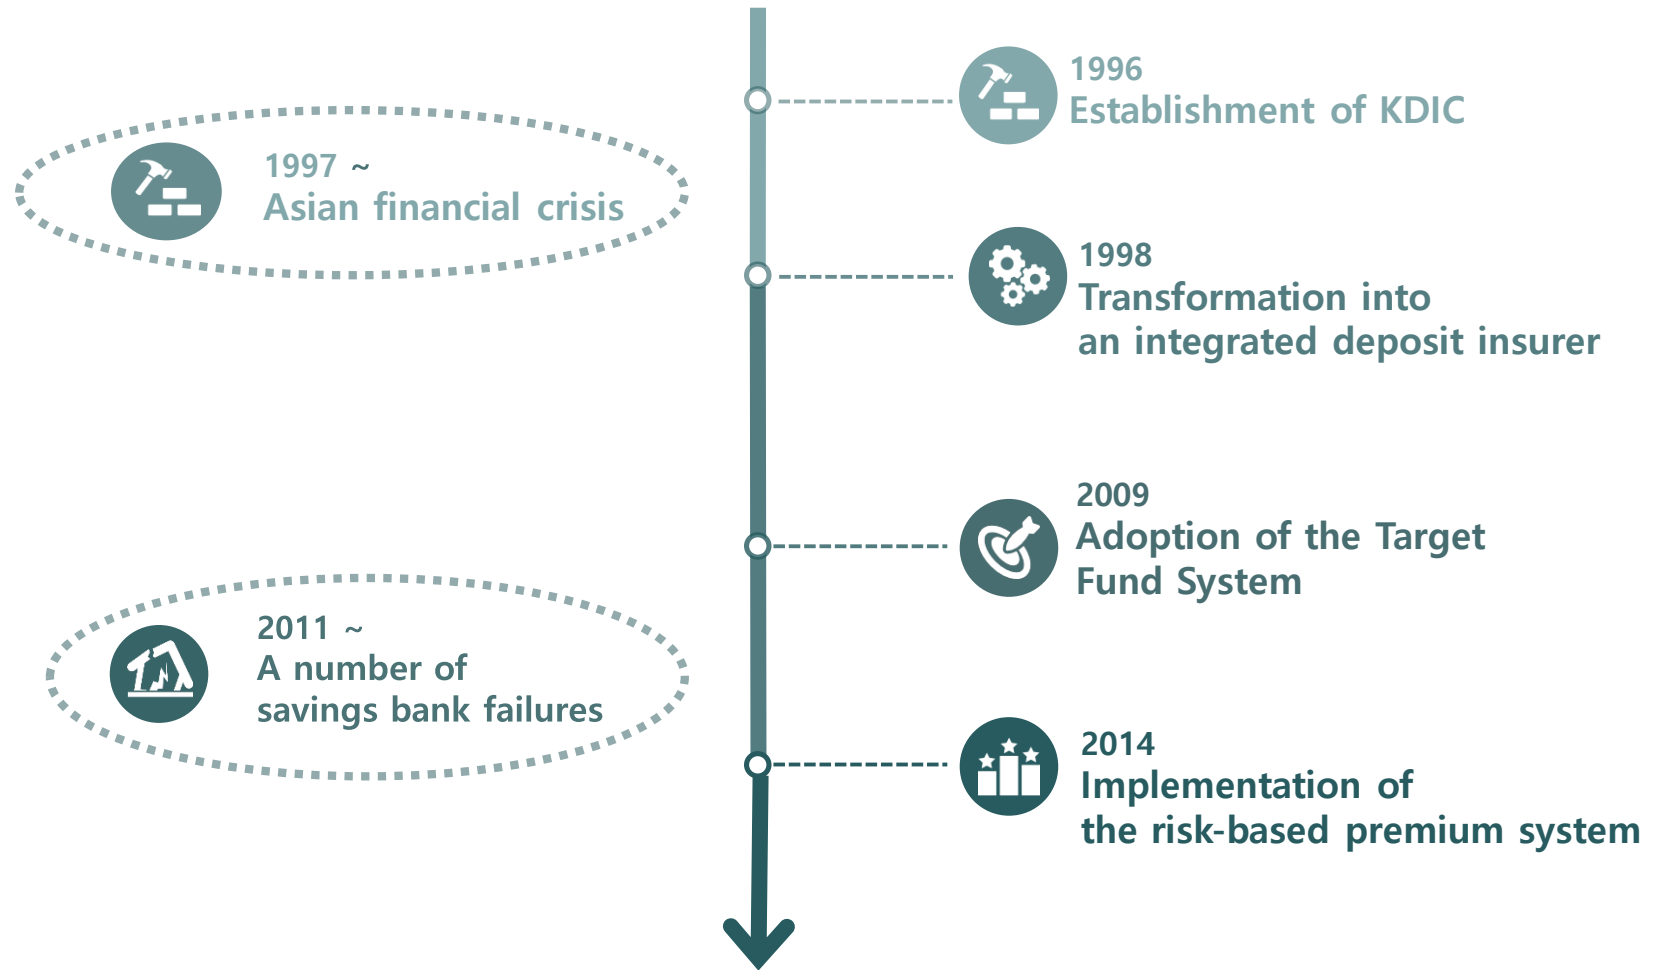 1996
Establishment of KDIC
1997 ~
Asian financial crisis
1998
Transformation into
an integrated deposit insurer
2009
Adoption of the Target
Fund System
2011 ~
A number of
savings bank failures
2014
Implementation of
the risk-based premium system